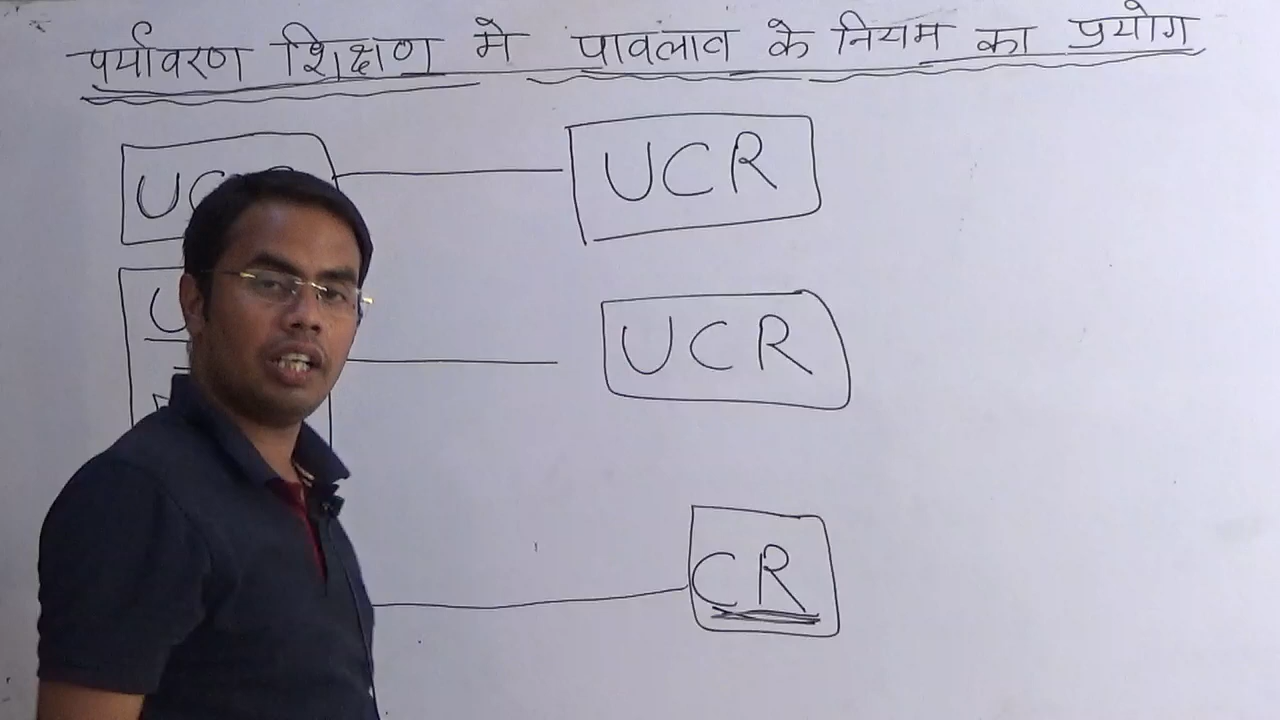 पर्यावरण शिक्षण मे पावलाव के नियम का प्रयोग
UCR
UCR
CR